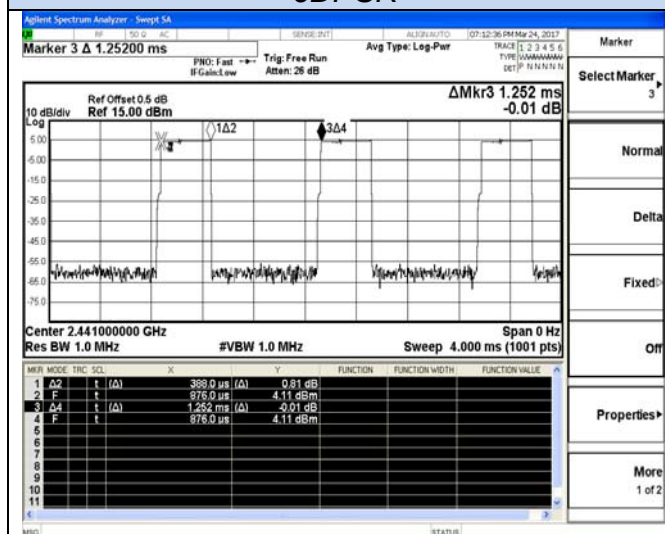 Agilent Spectrum Analyzer - Swept SA
RF 50 Ω AC SENSE:INT ALIGN AUTO 07:12:36 PM Mar 24, 2017
Marker 3 Δ 1.25200 ms
PNO: Fast
IFGain:Low
Trig: Free Run
Atten: 26 dB
Avg Type: Log-Pwr
TRACE 1 2 3 4 5 6
TYPE
DET P N N N N N
Marker
Select Marker
3
Normal
Delta
Fixed
Off
Properties
More
1 of 2
ΔMkr3 1.252 ms
-0.01 dB
Ref Offset 0.5 dB
10 dB/div Ref 15.00 dBm
Log
5.00
-5.00
-15.0
-25.0
-35.0
-45.0
-55.0
-65.0
-75.0
1Δ2
3Δ4
Center 2.441000000 GHz Span 0 Hz
Res BW 1.0 MHz #VBW 1.0 MHz Sweep 4.000 ms (1001 pts)
MKR MODE TRC SCL X Y FUNCTION FUNCTION WIDTH FUNCTION VALUE
1 Δ2 t (Δ) 388.0 us (Δ) 0.81 dB
2 F t 876.0 us 4.11 dBm
3 Δ4 t (Δ) 1.252 ms (Δ) -0.01 dB
4 F t 876.0 us 4.11 dBm
5
6
7
8
9
10
11
MSG STATUS